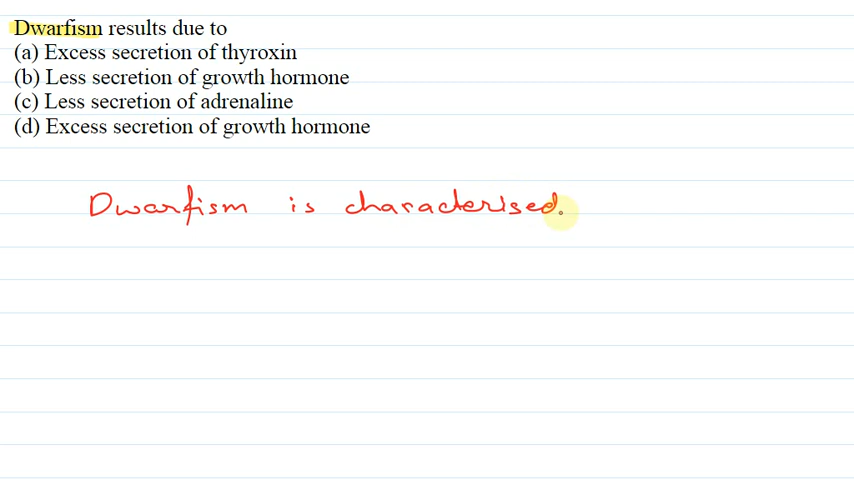 Dwarfism results due to
(a) Excess secretion of thyroxin
(b) Less secretion of growth hormone
(c) Less secretion of adrenaline
(d) Excess secretion of growth hormone
Dwarfism is characterised